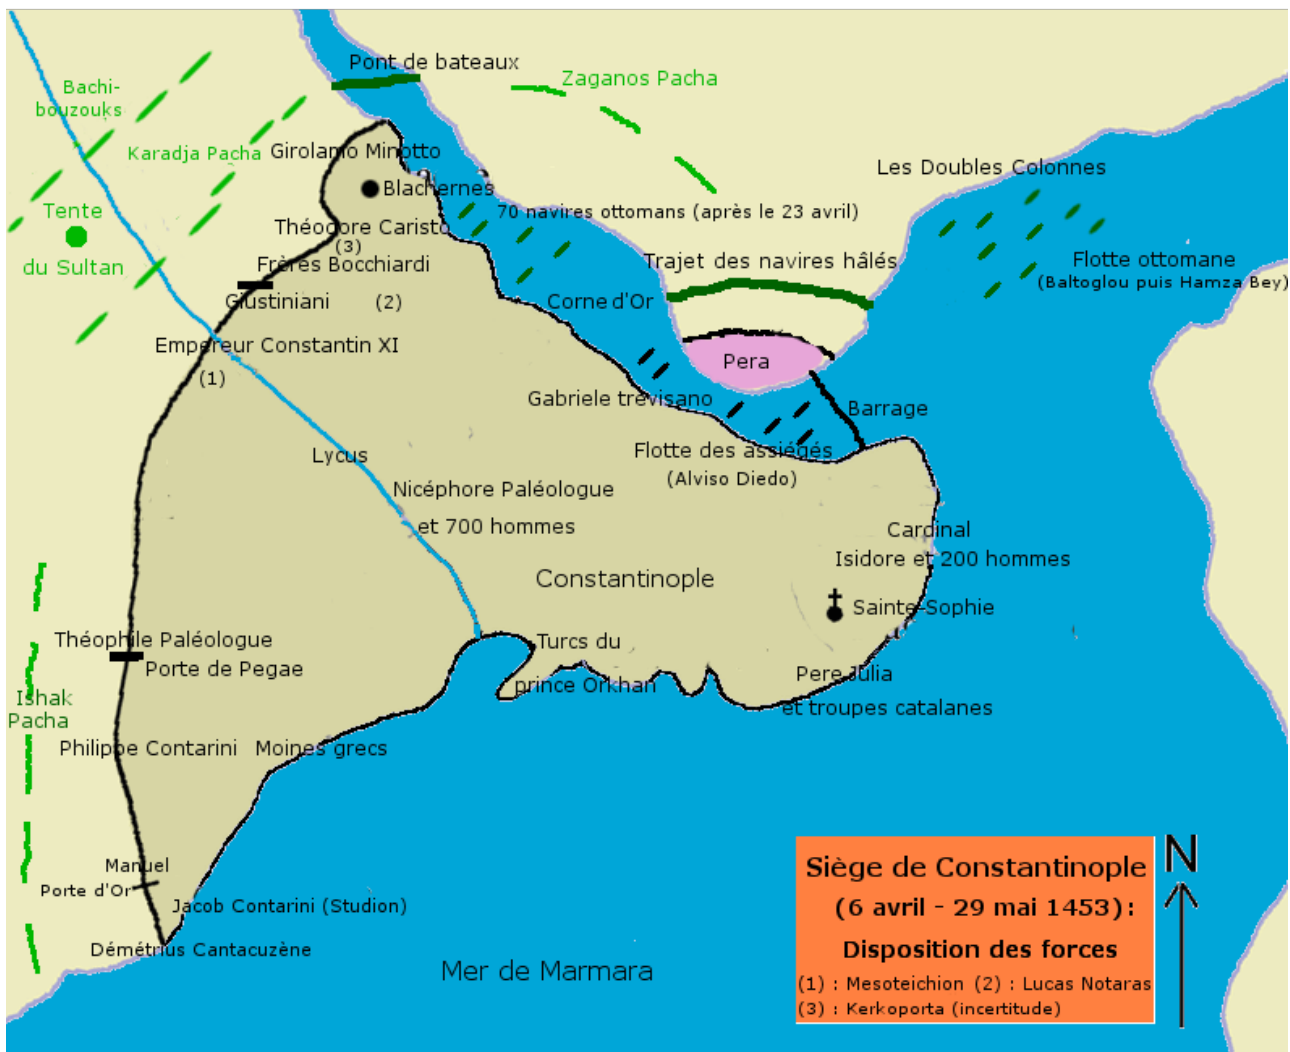 Pont de bateaux
Zaganos Pacha
Bachi-
bouzouks
Karadja Pacha
Girolamo Minotto
Les Doubles Colonnes
Blachernes
Tente
du Sultan
70 navires ottomans (après le 23 avril)
Théodore Caristo
(3)
Frères Bocchiardi
Trajet des navires hâlés
Flotte ottomane
(Baltoglou puis Hamza Bey)
Giustiniani
(2)
Corne d'Or
Empereur Constantin XI
(1)
Pera
Gabriele trevisano
Barrage
Lycus
Flotte des assiégés
(Alviso Diedo)
Nicéphore Paléologue
et 700 hommes
Cardinal
Isidore et 200 hommes
Constantinople
Sainte-Sophie
Théophile Paléologue
Porte de Pegae
Turcs du
prince Orkhan
Pere Julia
et troupes catalanes
Ishak
Pacha
Philippe Contarini
Moines grecs
Manuel
Porte d'Or
Jacob Contarini (Studion)
Démétrius Cantacuzène
Mer de Marmara
Siège de Constantinople
(6 avril - 29 mai 1453) :
Disposition des forces
(1) : Mesoteichion (2) : Lucas Notaras
(3) : Kerkoporta (incertitude)
N